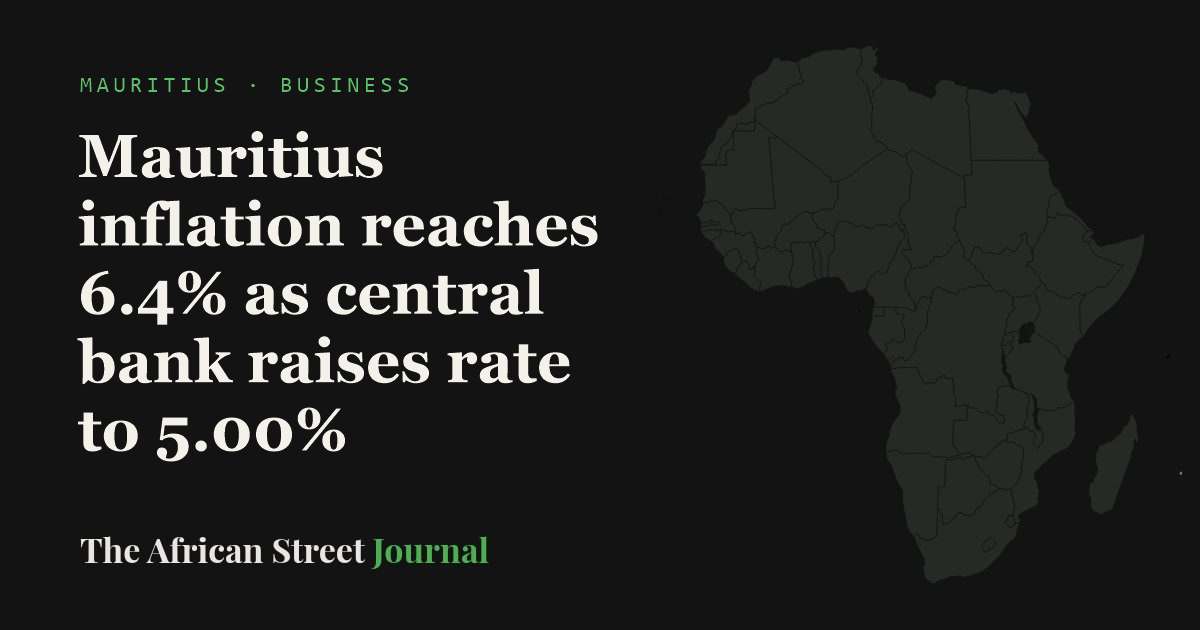 MAURITIUS · BUSINESS
Mauritius
inflation reaches
6.4% as central
bank raises rate
to 5.00%
The African Street Journal